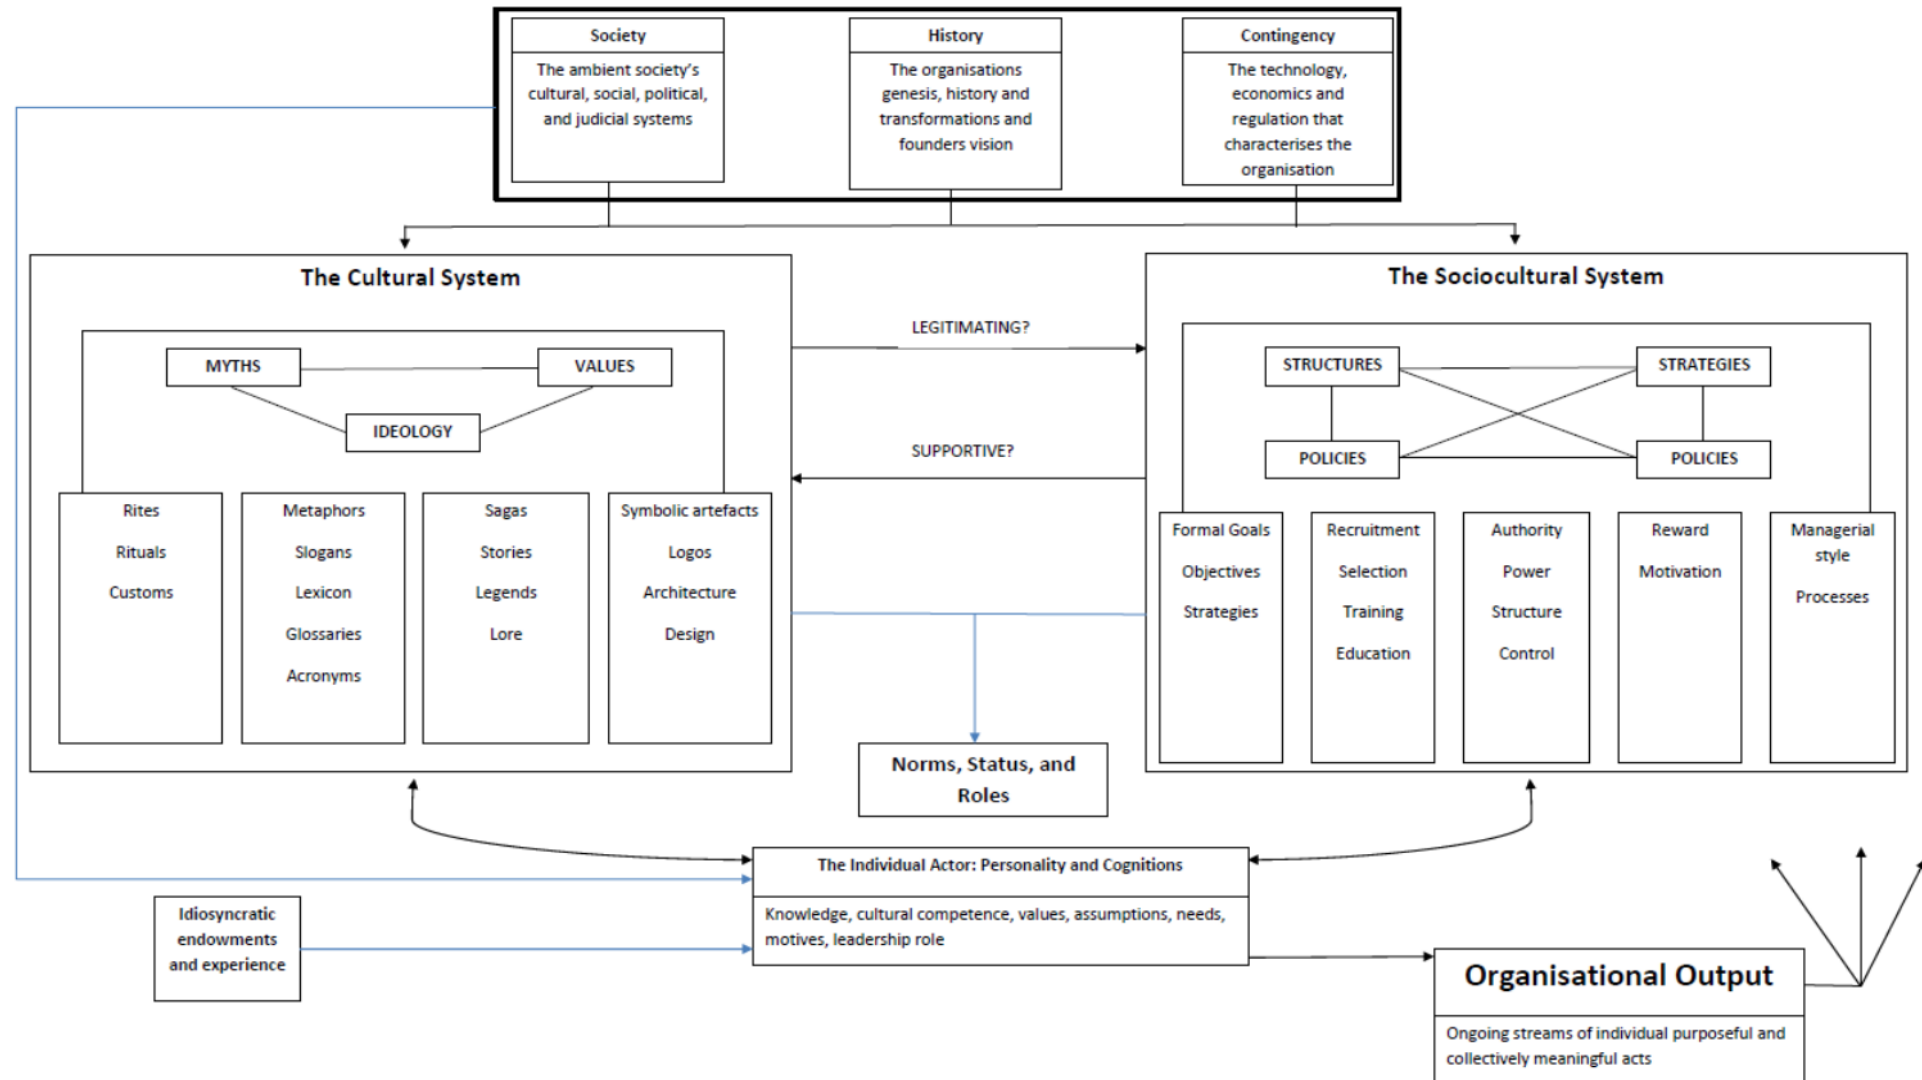 Society
The ambient society's
cultural, social, political,
and judicial systems
History
The organisations
genesis, history and
transformations and
founders vision
Contingency
The technology,
economics and
regulation that
characterises the
organisation
The Cultural System
MYTHS
VALUES
IDEOLOGY
Rites
Rituals
Customs
Metaphors
Slogans
Lexicon
Glossaries
Acronyms
Sagas
Stories
Legends
Lore
Symbolic artefacts
Logos
Architecture
Design
LEGITIMATING?
SUPPORTIVE?
The Sociocultural System
STRUCTURES
STRATEGIES
POLICIES
POLICIES
Formal Goals
Objectives
Strategies
Recruitment
Selection
Training
Education
Authority
Power
Structure
Control
Reward
Motivation
Managerial
style
Processes
Norms, Status, and
Roles
The Individual Actor: Personality and Cognitions
Knowledge, cultural competence, values, assumptions, needs,
motives, leadership role
Idiosyncratic
endowments
and experience
Organisational Output
Ongoing streams of individual purposeful and
collectively meaningful acts